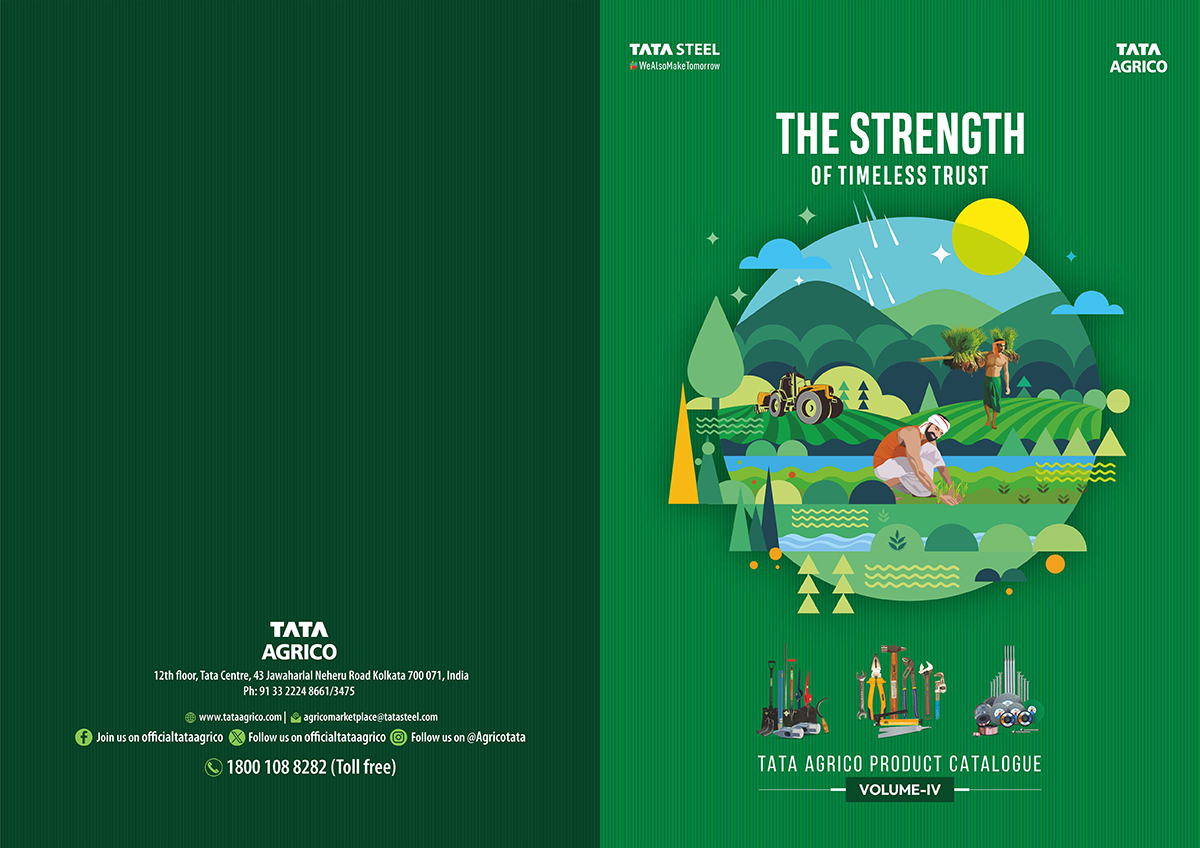 TATA
AGRICO
12th floor, Tata Centre, 43 Jawaharlal Neheru Road Kolkata 700 071, India
Ph: 91 33 2224 8661/3475
www.tataagrico.com | agricomarketplace@tatasteel.com
Join us on officialtataagrico Follow us on officialtataagrico Follow us on @Agricotata
1800 108 8282 (Toll free)
TATA STEEL
#WeAlsoMakeTomorrow
TATA
AGRICO
THE STRENGTH
OF TIMELESS TRUST
TATA AGRICO PRODUCT CATALOGUE
VOLUME-IV